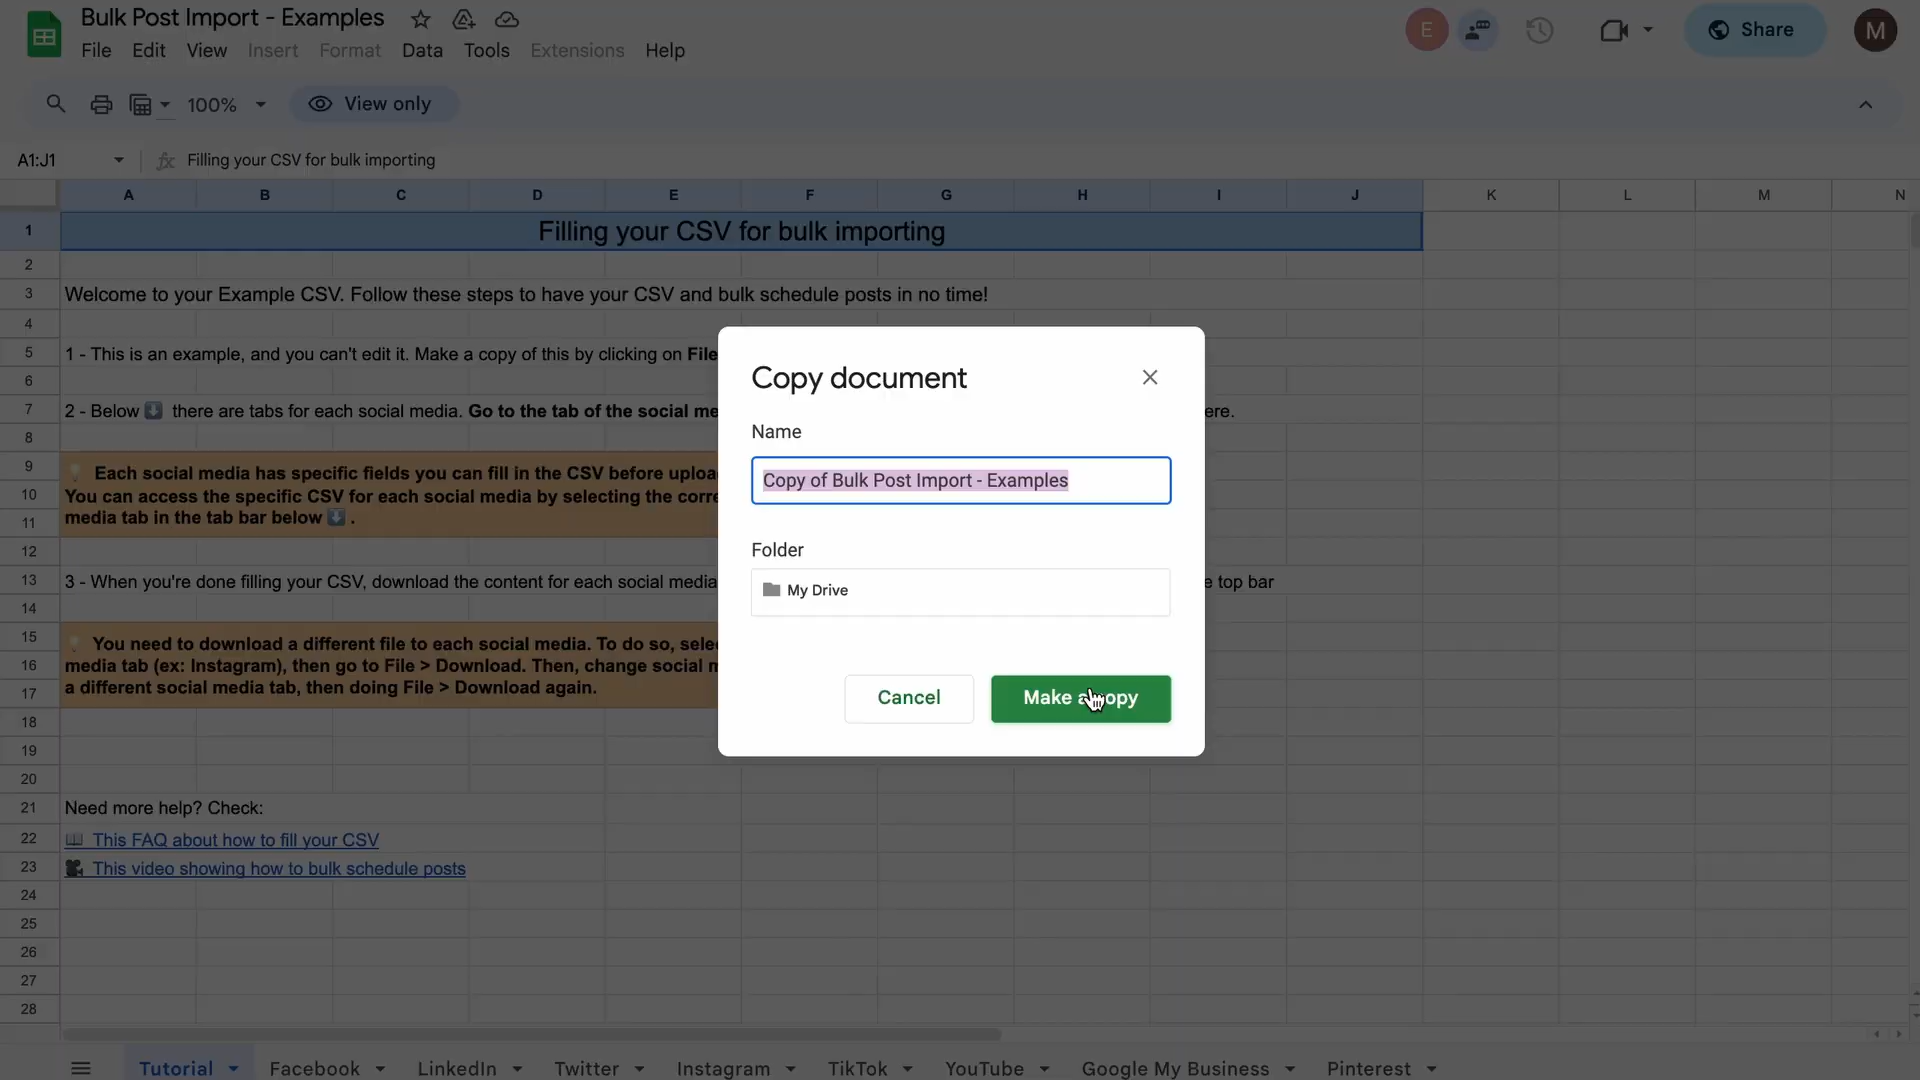 Bulk Post Import - Examples
File Edit View Insert Format Data Tools Extensions Help
E
Share
M
100%
View only
A1:J1
fx Filling your CSV for bulk importing
A B C D E F G H I J K L M N
1 Filling your CSV for bulk importing
2
3 Welcome to your Example CSV. Follow these steps to have your CSV and bulk schedule posts in no time!
4
5 1 - This is an example, and you can't edit it. Make a copy of this by clicking on File
6
7 2 - Below ⬇️ there are tabs for each social media. Go to the tab of the social me ere.
8
9 💡 Each social media has specific fields you can fill in the CSV before uploa
10 You can access the specific CSV for each social media by selecting the corre
11 media tab in the tab bar below ⬇️ .
12
13 3 - When you're done filling your CSV, download the content for each social media e top bar
14
15 💡 You need to download a different file to each social media. To do so, sele
16 media tab (ex: Instagram), then go to File > Download. Then, change social m
17 a different social media tab, then doing File > Download again.
18
19
20
21 Need more help? Check:
22 📖 This FAQ about how to fill your CSV
23 🎥 This video showing how to bulk schedule posts
24
25
26
27
28
Copy document
Name
Copy of Bulk Post Import - Examples
Folder
My Drive
Cancel
Make a copy
Tutorial Facebook LinkedIn Twitter Instagram TikTok YouTube Google My Business Pinterest